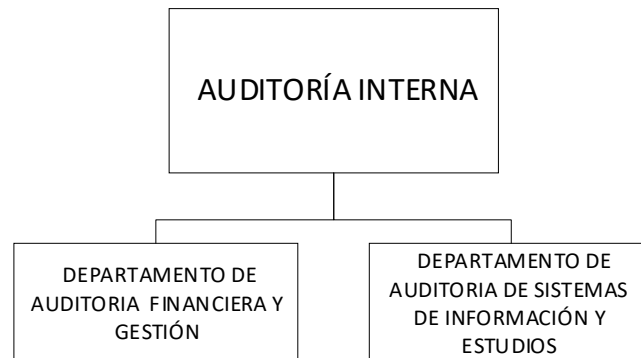 AUDITORÍA INTERNA
DEPARTAMENTO DE
AUDITORIA FINANCIERA Y
GESTIÓN
DEPARTAMENTO DE
AUDITORIA DE SISTEMAS
DE INFORMACIÓN Y
ESTUDIOS